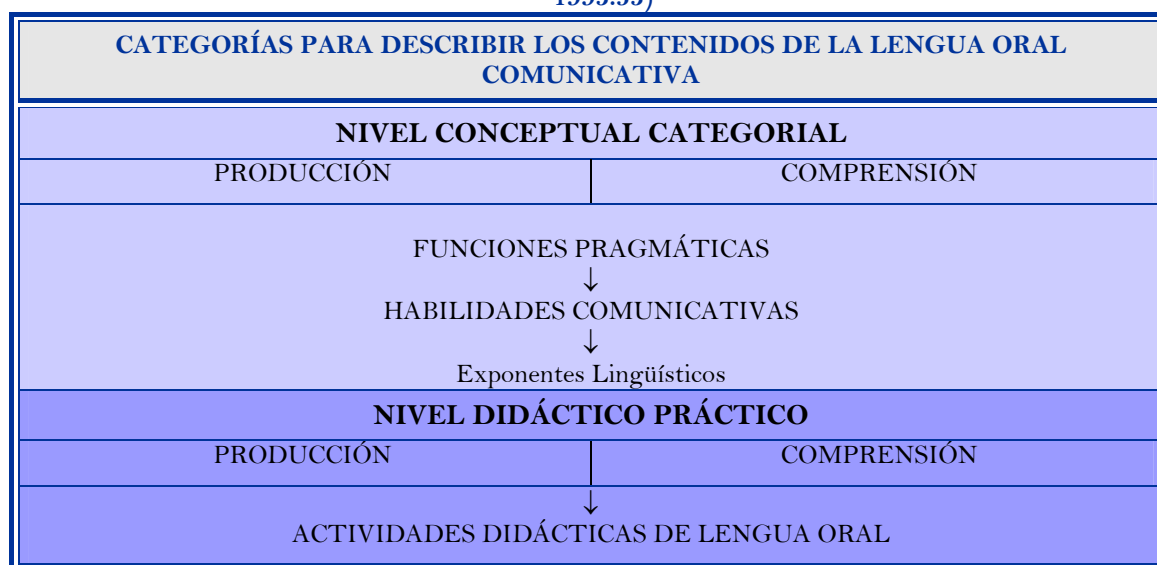 CATEGORÍAS PARA DESCRIBIR LOS CONTENIDOS DE LA LENGUA ORAL
COMUNICATIVA
NIVEL CONCEPTUAL CATEGORIAL
PRODUCCIÓN COMPRENSIÓN
FUNCIONES PRAGMÁTICAS
↓
HABILIDADES COMUNICATIVAS
↓
Exponentes Lingüísticos
NIVEL DIDÁCTICO PRÁCTICO
PRODUCCIÓN COMPRENSIÓN
↓
ACTIVIDADES DIDÁCTICAS DE LENGUA ORAL